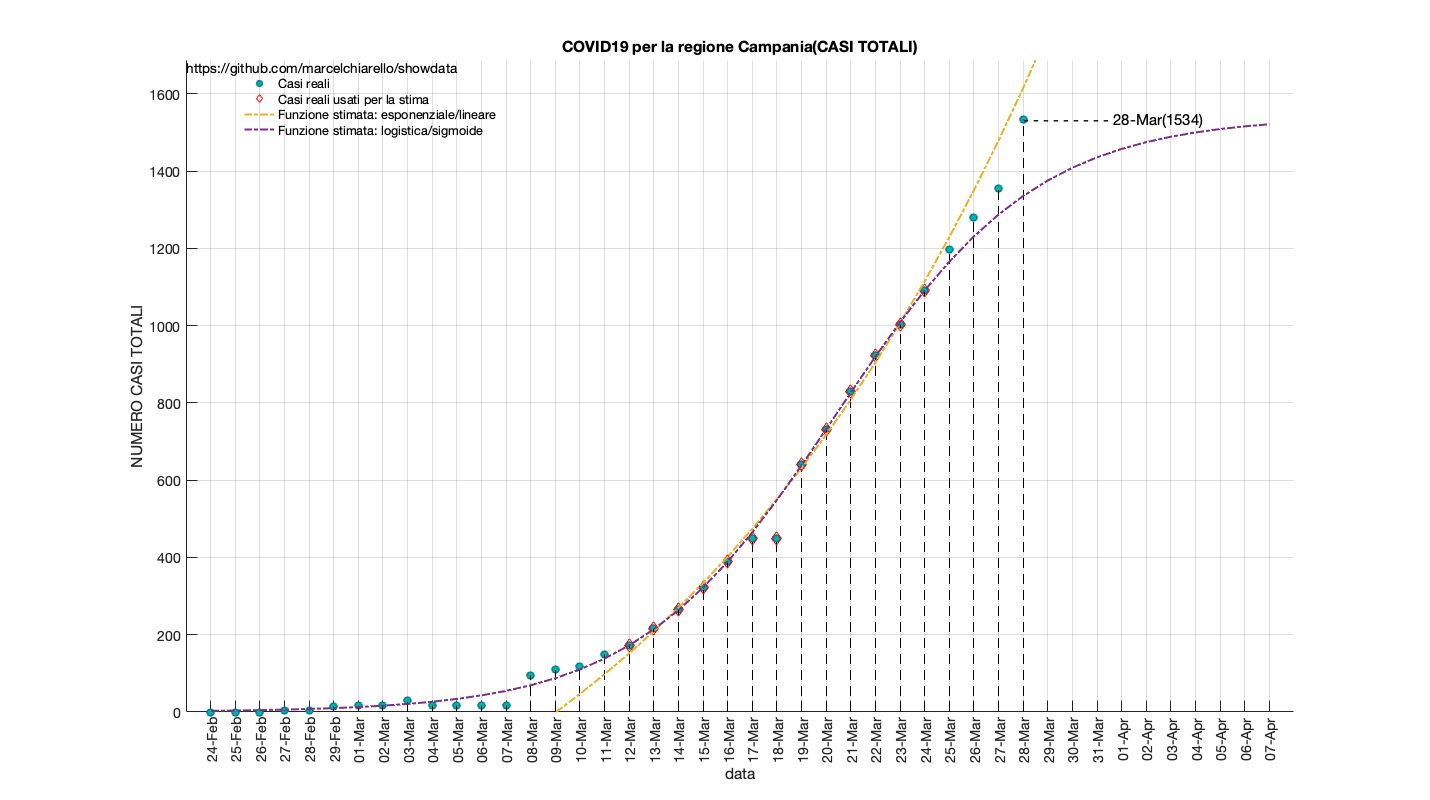 COVID19 per la regione Campania(CASI TOTALI)
https://github.com/marcelchiarello/showdata
Casi reali
Casi reali usati per la stima
Funzione stimata: esponenziale/lineare
Funzione stimata: logistica/sigmoide
28-Mar(1534)
NUMERO CASI TOTALI
1600
1400
1200
1000
800
600
400
200
0
24-Feb
25-Feb
26-Feb
27-Feb
28-Feb
29-Feb
01-Mar
02-Mar
03-Mar
04-Mar
05-Mar
06-Mar
07-Mar
08-Mar
09-Mar
10-Mar
11-Mar
12-Mar
13-Mar
14-Mar
15-Mar
16-Mar
17-Mar
18-Mar
19-Mar
20-Mar
21-Mar
22-Mar
23-Mar
24-Mar
25-Mar
26-Mar
27-Mar
28-Mar
29-Mar
30-Mar
31-Mar
01-Apr
02-Apr
03-Apr
04-Apr
05-Apr
06-Apr
07-Apr
data